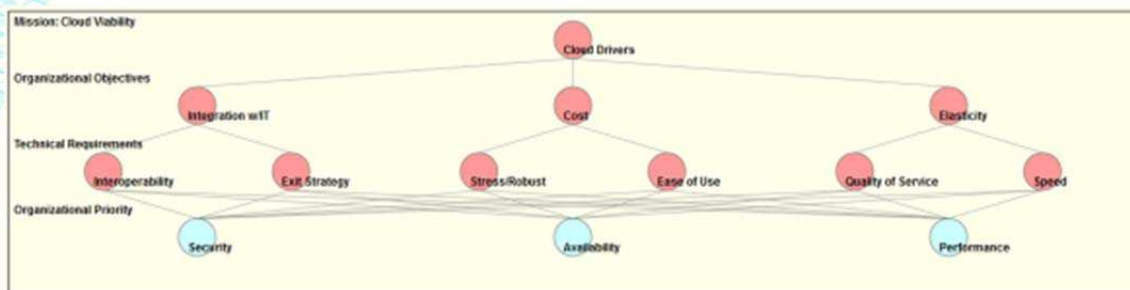 Mission: Cloud Viability
Cloud Drivers
Organizational Objectives
Integration w/IT
Cost
Elasticity
Technical Requirements
Interoperability
Exit Strategy
Stress/Robust
Ease of Use
Quality of Service
Speed
Organizational Priority
Security
Availability
Performance